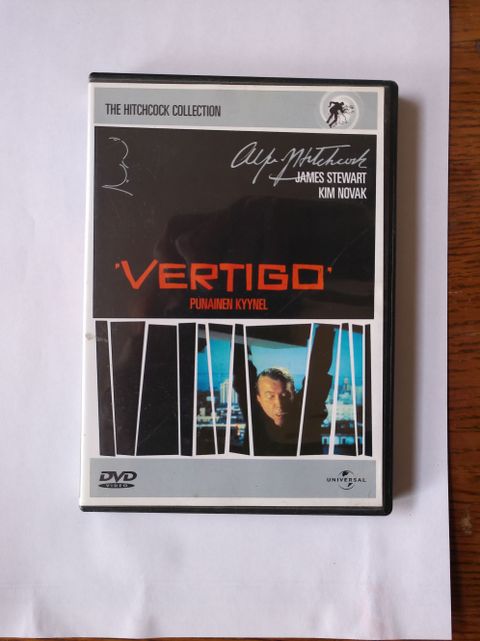 THE HITCHCOCK COLLECTION
Alfred Hitchcock
JAMES STEWART
KIM NOVAK
'VERTIGO'
PUNAINEN KYYNEL
DVD
VIDEO
UNIVERSAL